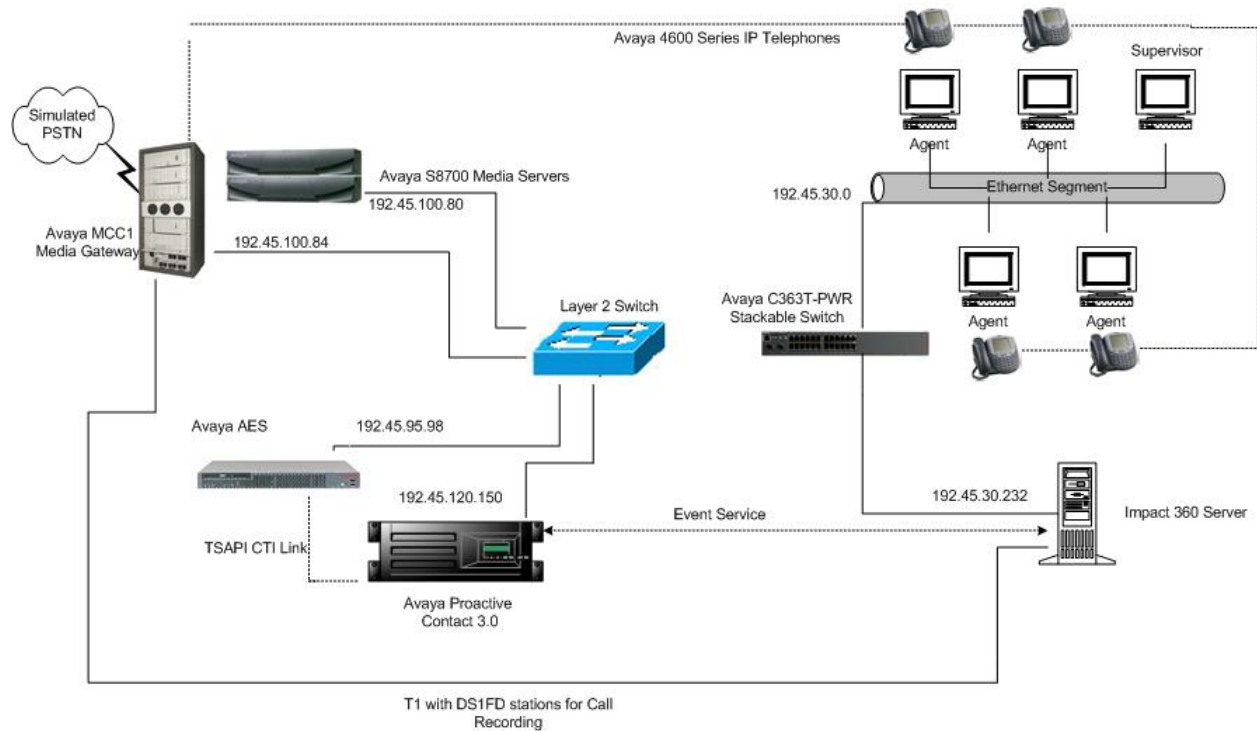 Avaya 4600 Series IP Telephones
Supervisor
Simulated
PSTN
Agent
Agent
Avaya S8700 Media Servers
192.45.100.80
192.45.30.0
Ethernet Segment
Avaya MCC1
Media Gateway
192.45.100.84
Layer 2 Switch
Avaya C363T-PWR
Stackable Switch
Agent
Agent
Avaya AES
192.45.95.98
192.45.120.150
192.45.30.232
Event Service
Impact 360 Server
TSAPI CTI Link
Avaya Proactive
Contact 3.0
T1 with DS1FD stations for Call
Recording